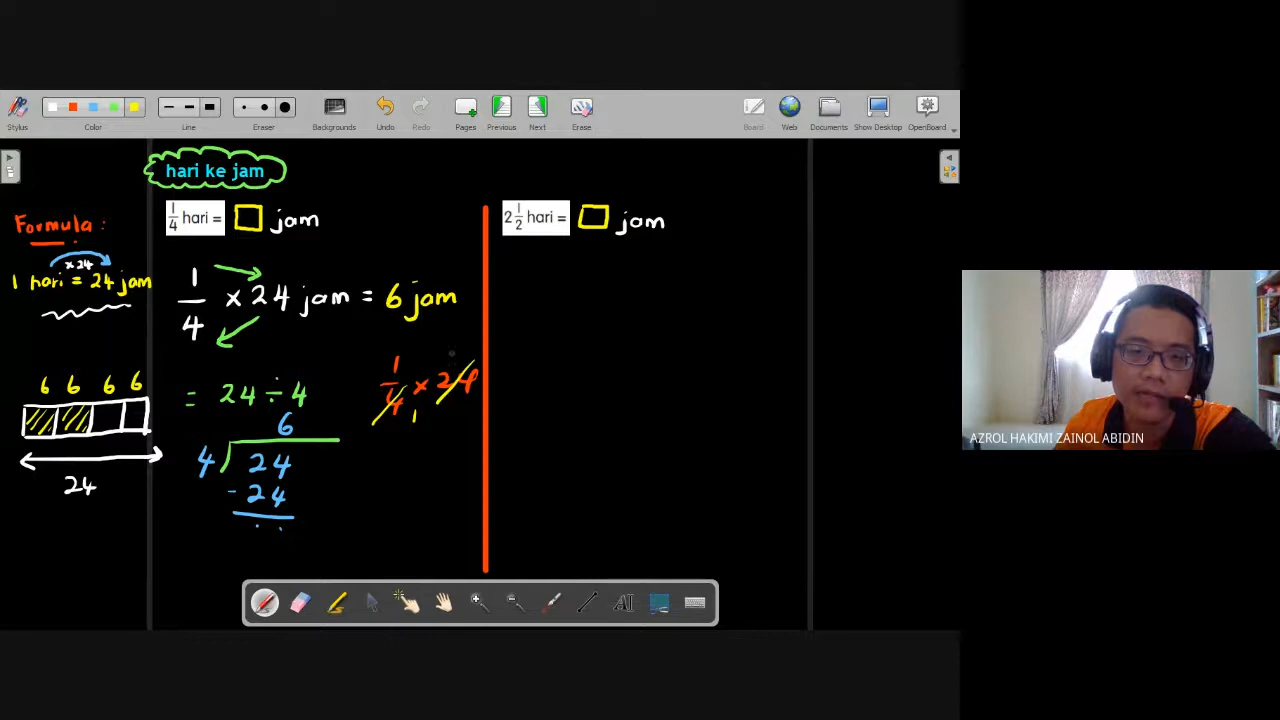 Stylus
Color
Line
Eraser
Backgrounds
Undo
Redo
Pages
Previous
Next
Erase
Board
Web
Documents
Show Desktop
OpenBoard
hari ke jam
Formula :
×24
1 hari = 24 jam
6 6 6 6
24
1/4 hari = □ jam
1/4 × 24 jam = 6 jam
= 24 ÷ 4
6
4 24
- 24
1/4 × 24
1
2 1/2 hari = □ jam
AZROL HAKIMI ZAINOL ABIDIN
AI